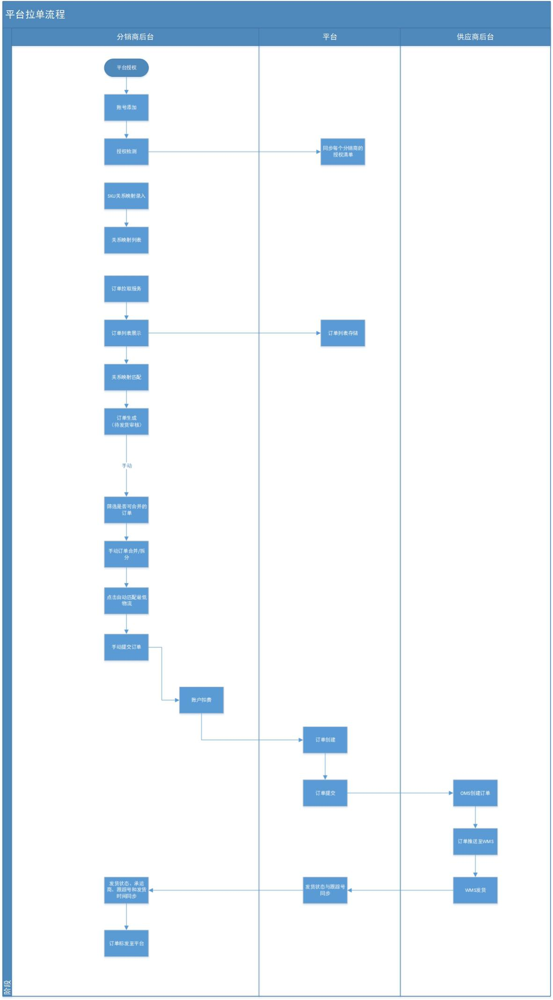 平台拉单流程
分销商后台
平台
供应商后台
平台授权
账号添加
授权检测
同步每个分销商的
授权清单
SKU关系映射录入
关系映射列表
订单拉取服务
订单列表展示
订单列表存储
关系映射匹配
订单生成
（待发货审核）
手动
筛选是否可合并的
订单
手动订单合并/拆
分
点击自动匹配最低
物流
手动提交订单
账户扣费
订单创建
订单提交
OMS创建订单
订单推送至WMS
发货状态、承运
商、跟踪号和发货
时间同步
发货状态与跟踪号
同步
WMS发货
订单标发至平台
阶段